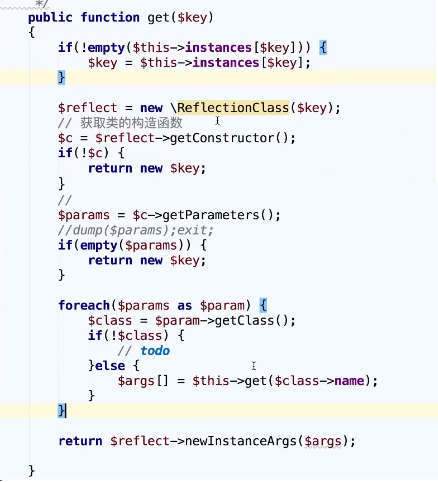 */
public function get($key)
{
    if(!empty($this->instances[$key])) {
        $key = $this->instances[$key];
    }

    $reflect = new \ReflectionClass($key);
    // 获取类的构造函数
    $c = $reflect->getConstructor();
    if(!$c) {
        return new $key;
    }
    //
    $params = $c->getParameters();
    //dump($params);exit;
    if(empty($params)) {
        return new $key;
    }

    foreach($params as $param) {
        $class = $param->getClass();
        if(!$class) {
            // todo
        }else {
            $args[] = $this->get($class->name);
        }
    }

    return $reflect->newInstanceArgs($args);

}